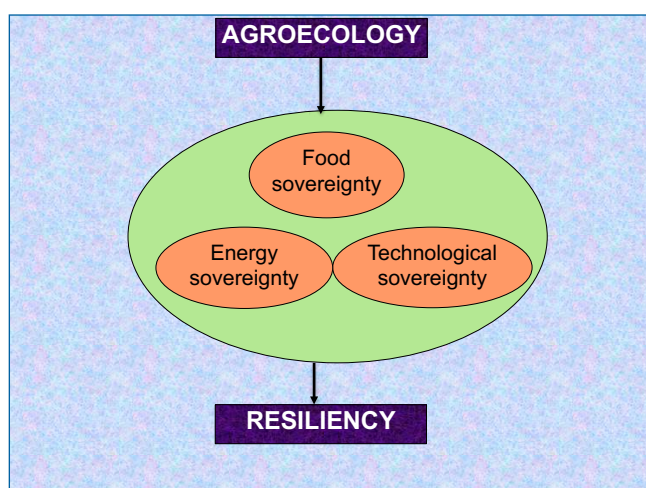 AGROECOLOGY
Food
sovereignty
Energy
sovereignty
Technological
sovereignty
RESILIENCY